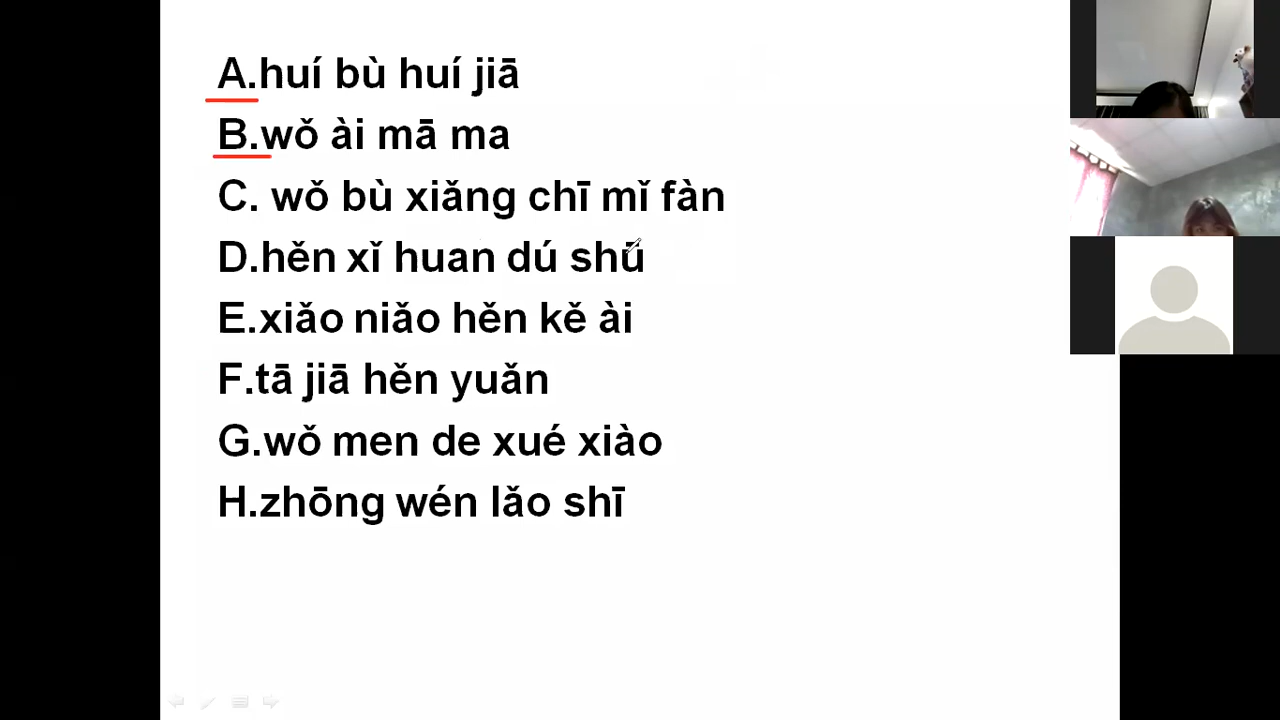 A.huí bù huí jiā
B.wǒ ài mā ma
C. wǒ bù xiǎng chī mǐ fàn
D.hěn xǐ huan dú shū
E.xiǎo niǎo hěn kě ài
F.tā jiā hěn yuǎn
G.wǒ men de xué xiào
H.zhōng wén lǎo shī